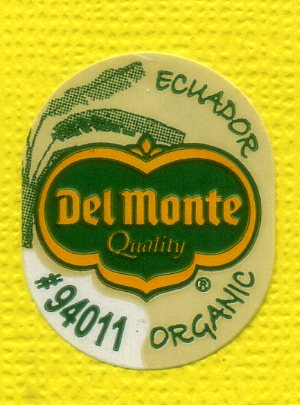 ECUADOR
Del Monte
Quality
®
#94011
ORGANIC